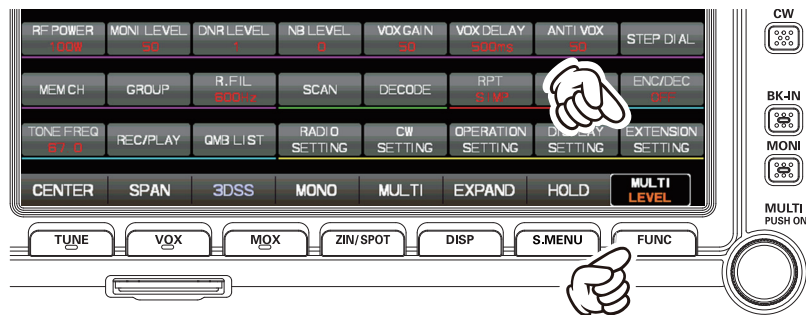 RF POWER MONI LEVEL DNR LEVEL NB LEVEL VOX GAIN VOX DELAY ANTI VOX STEP DIAL
100W 50 1 0 50 500ms 50
MEM CH GROUP R.FIL SCAN DECODE RPT ENC/DEC
SIMP OFF
TONE FREQ REC/PLAY QMB LIST RADIO SETTING CW SETTING OPERATION SETTING SETTING EXTENSION SETTING
CENTER SPAN 3DSS MONO MULTI EXPAND HOLD MULTI LEVEL
TUNE VOX MOX ZIN/SPOT DISP S.MENU FUNC
CW
BK-IN
MONI
MULTI
PUSH ON